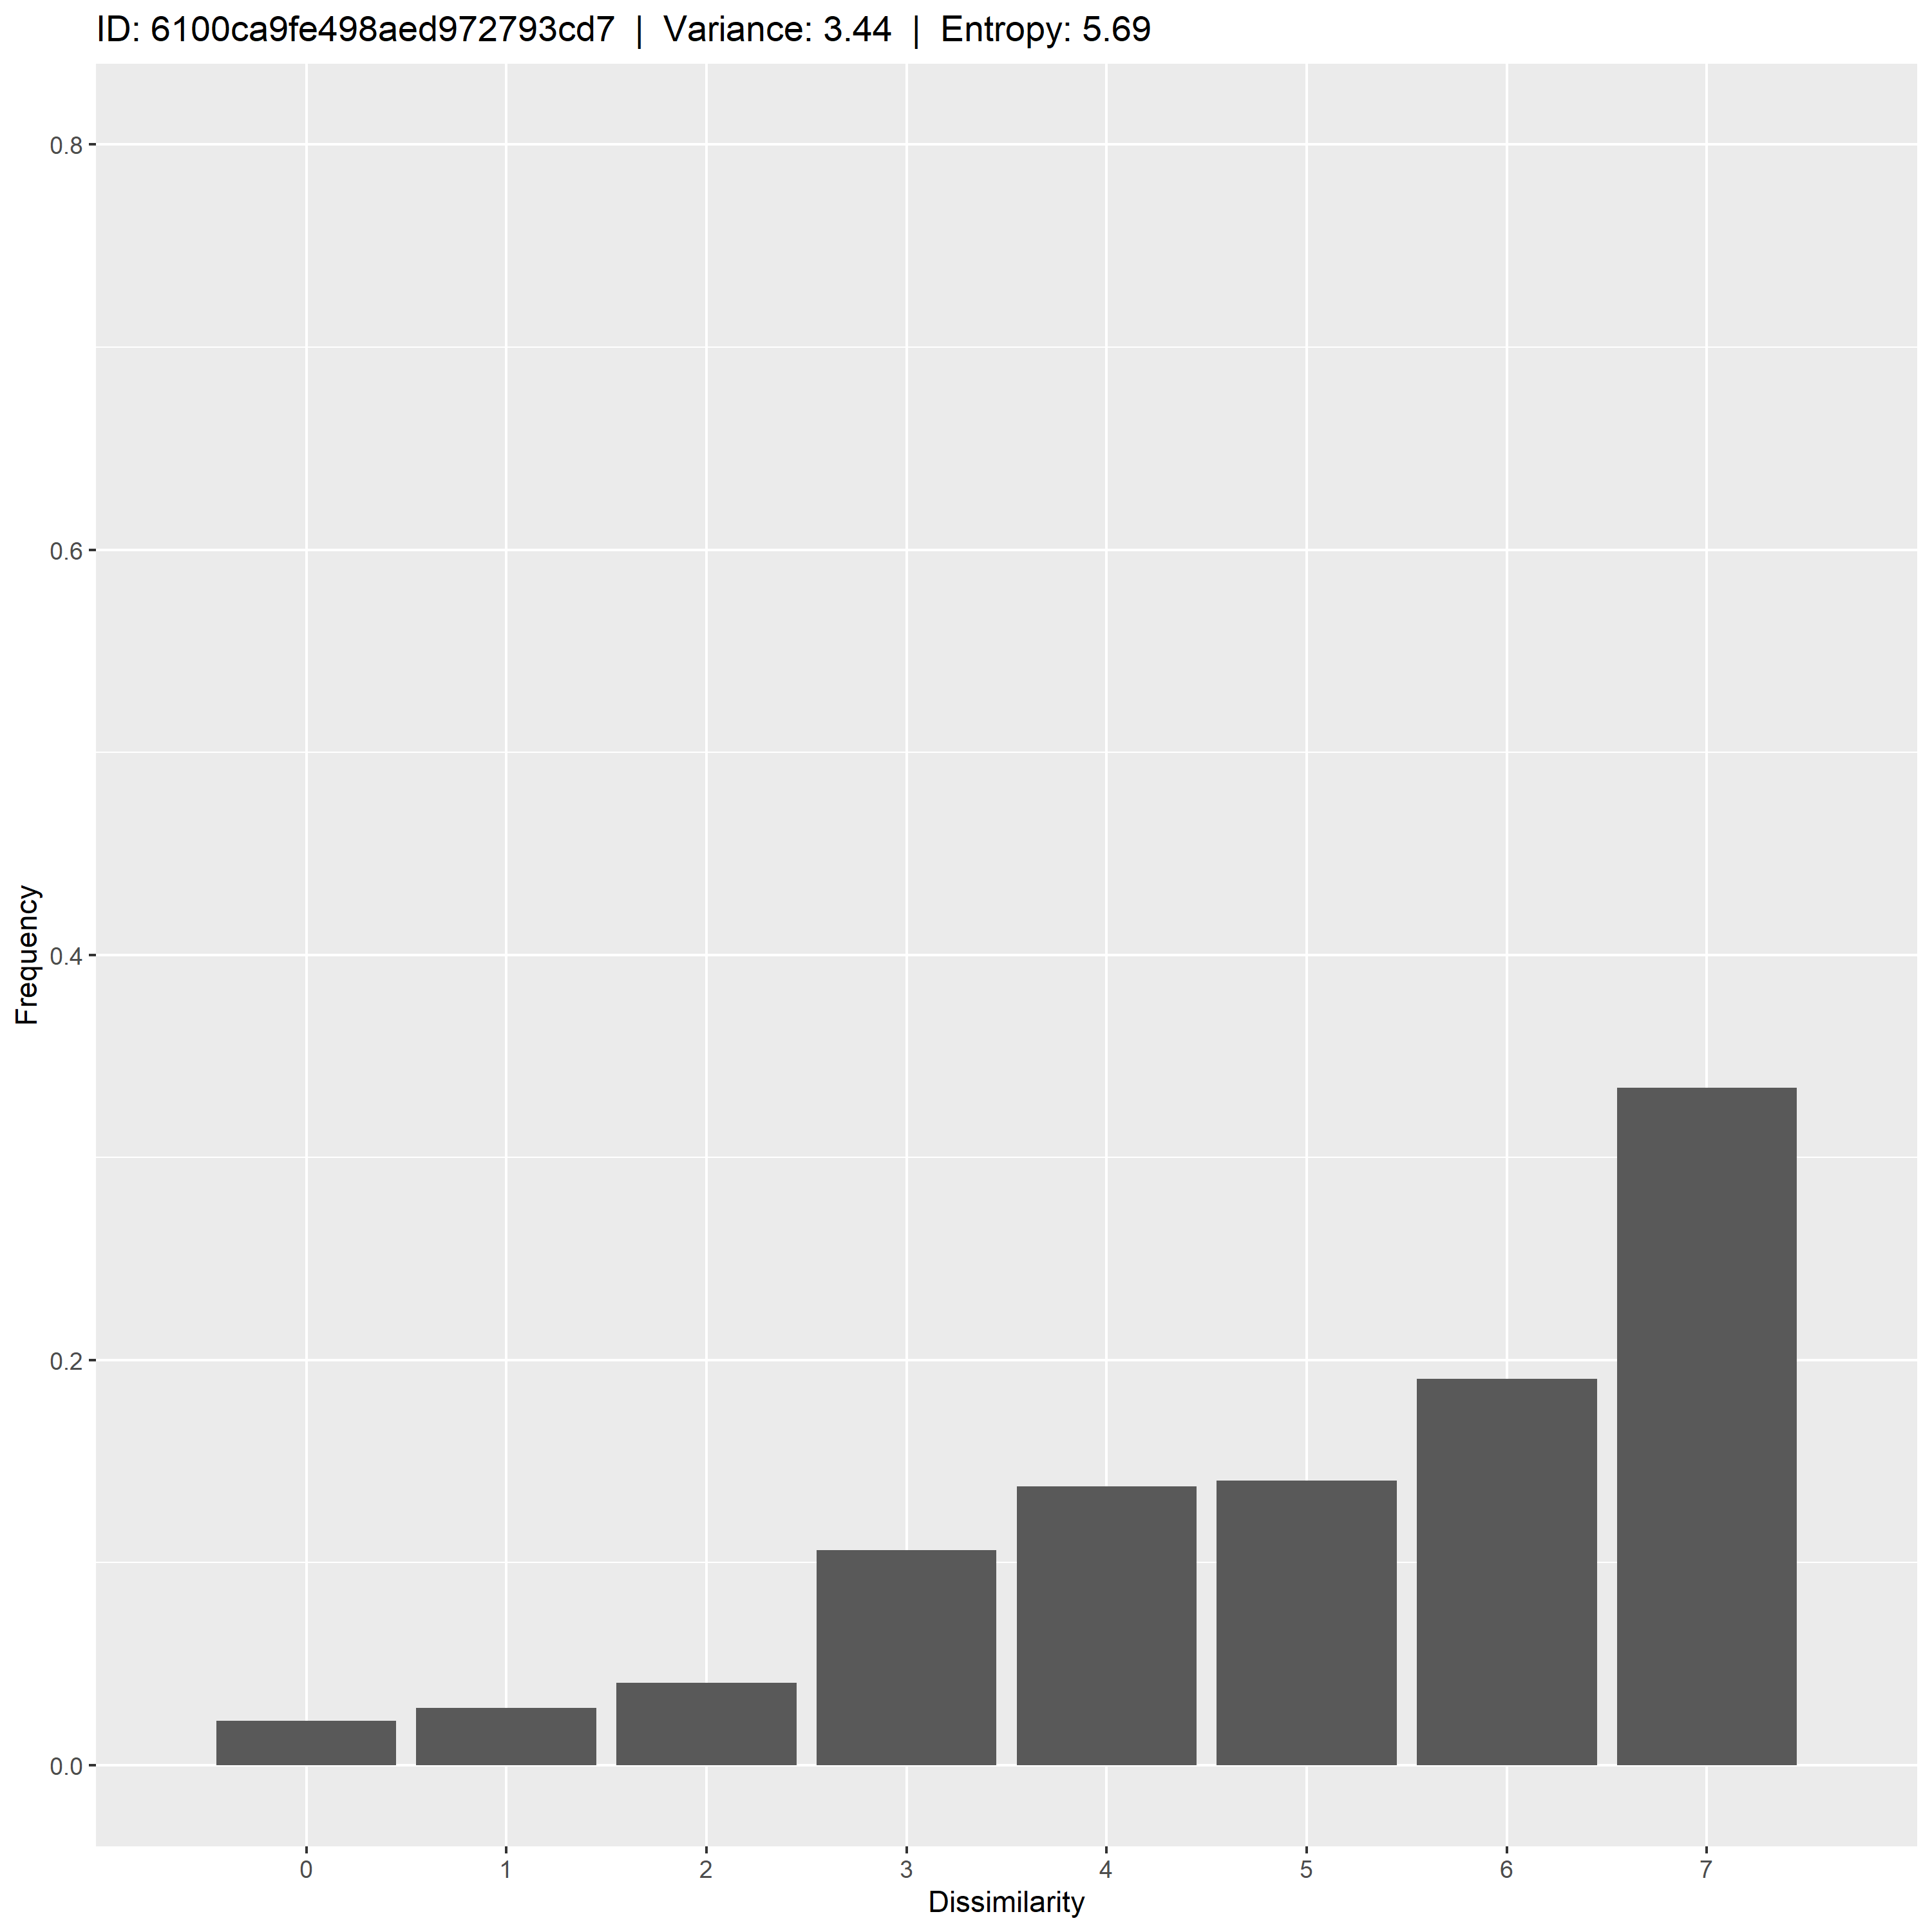 ID: 6100ca9fe498aed972793cd7 | Variance: 3.44 | Entropy: 5.69
0.8
0.6
0.4
0.2
0.0
Frequency
0 1 2 3 4 5 6 7
Dissimilarity